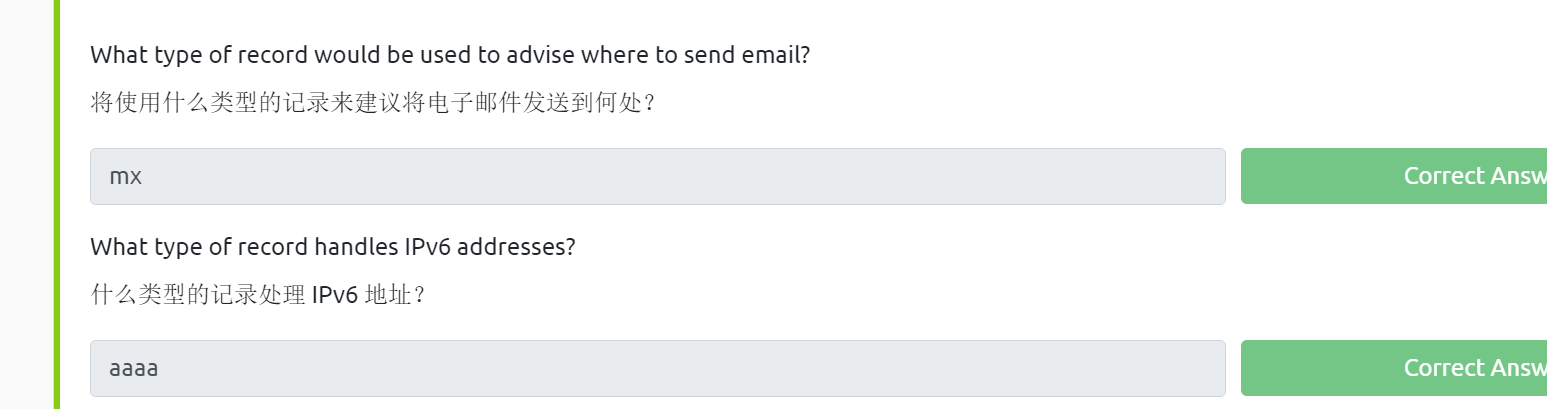 What type of record would be used to advise where to send email?
将使用什么类型的记录来建议将电子邮件发送到何处？
mx
Correct Answ
What type of record handles IPv6 addresses?
什么类型的记录处理 IPv6 地址？
aaaa
Correct Answ